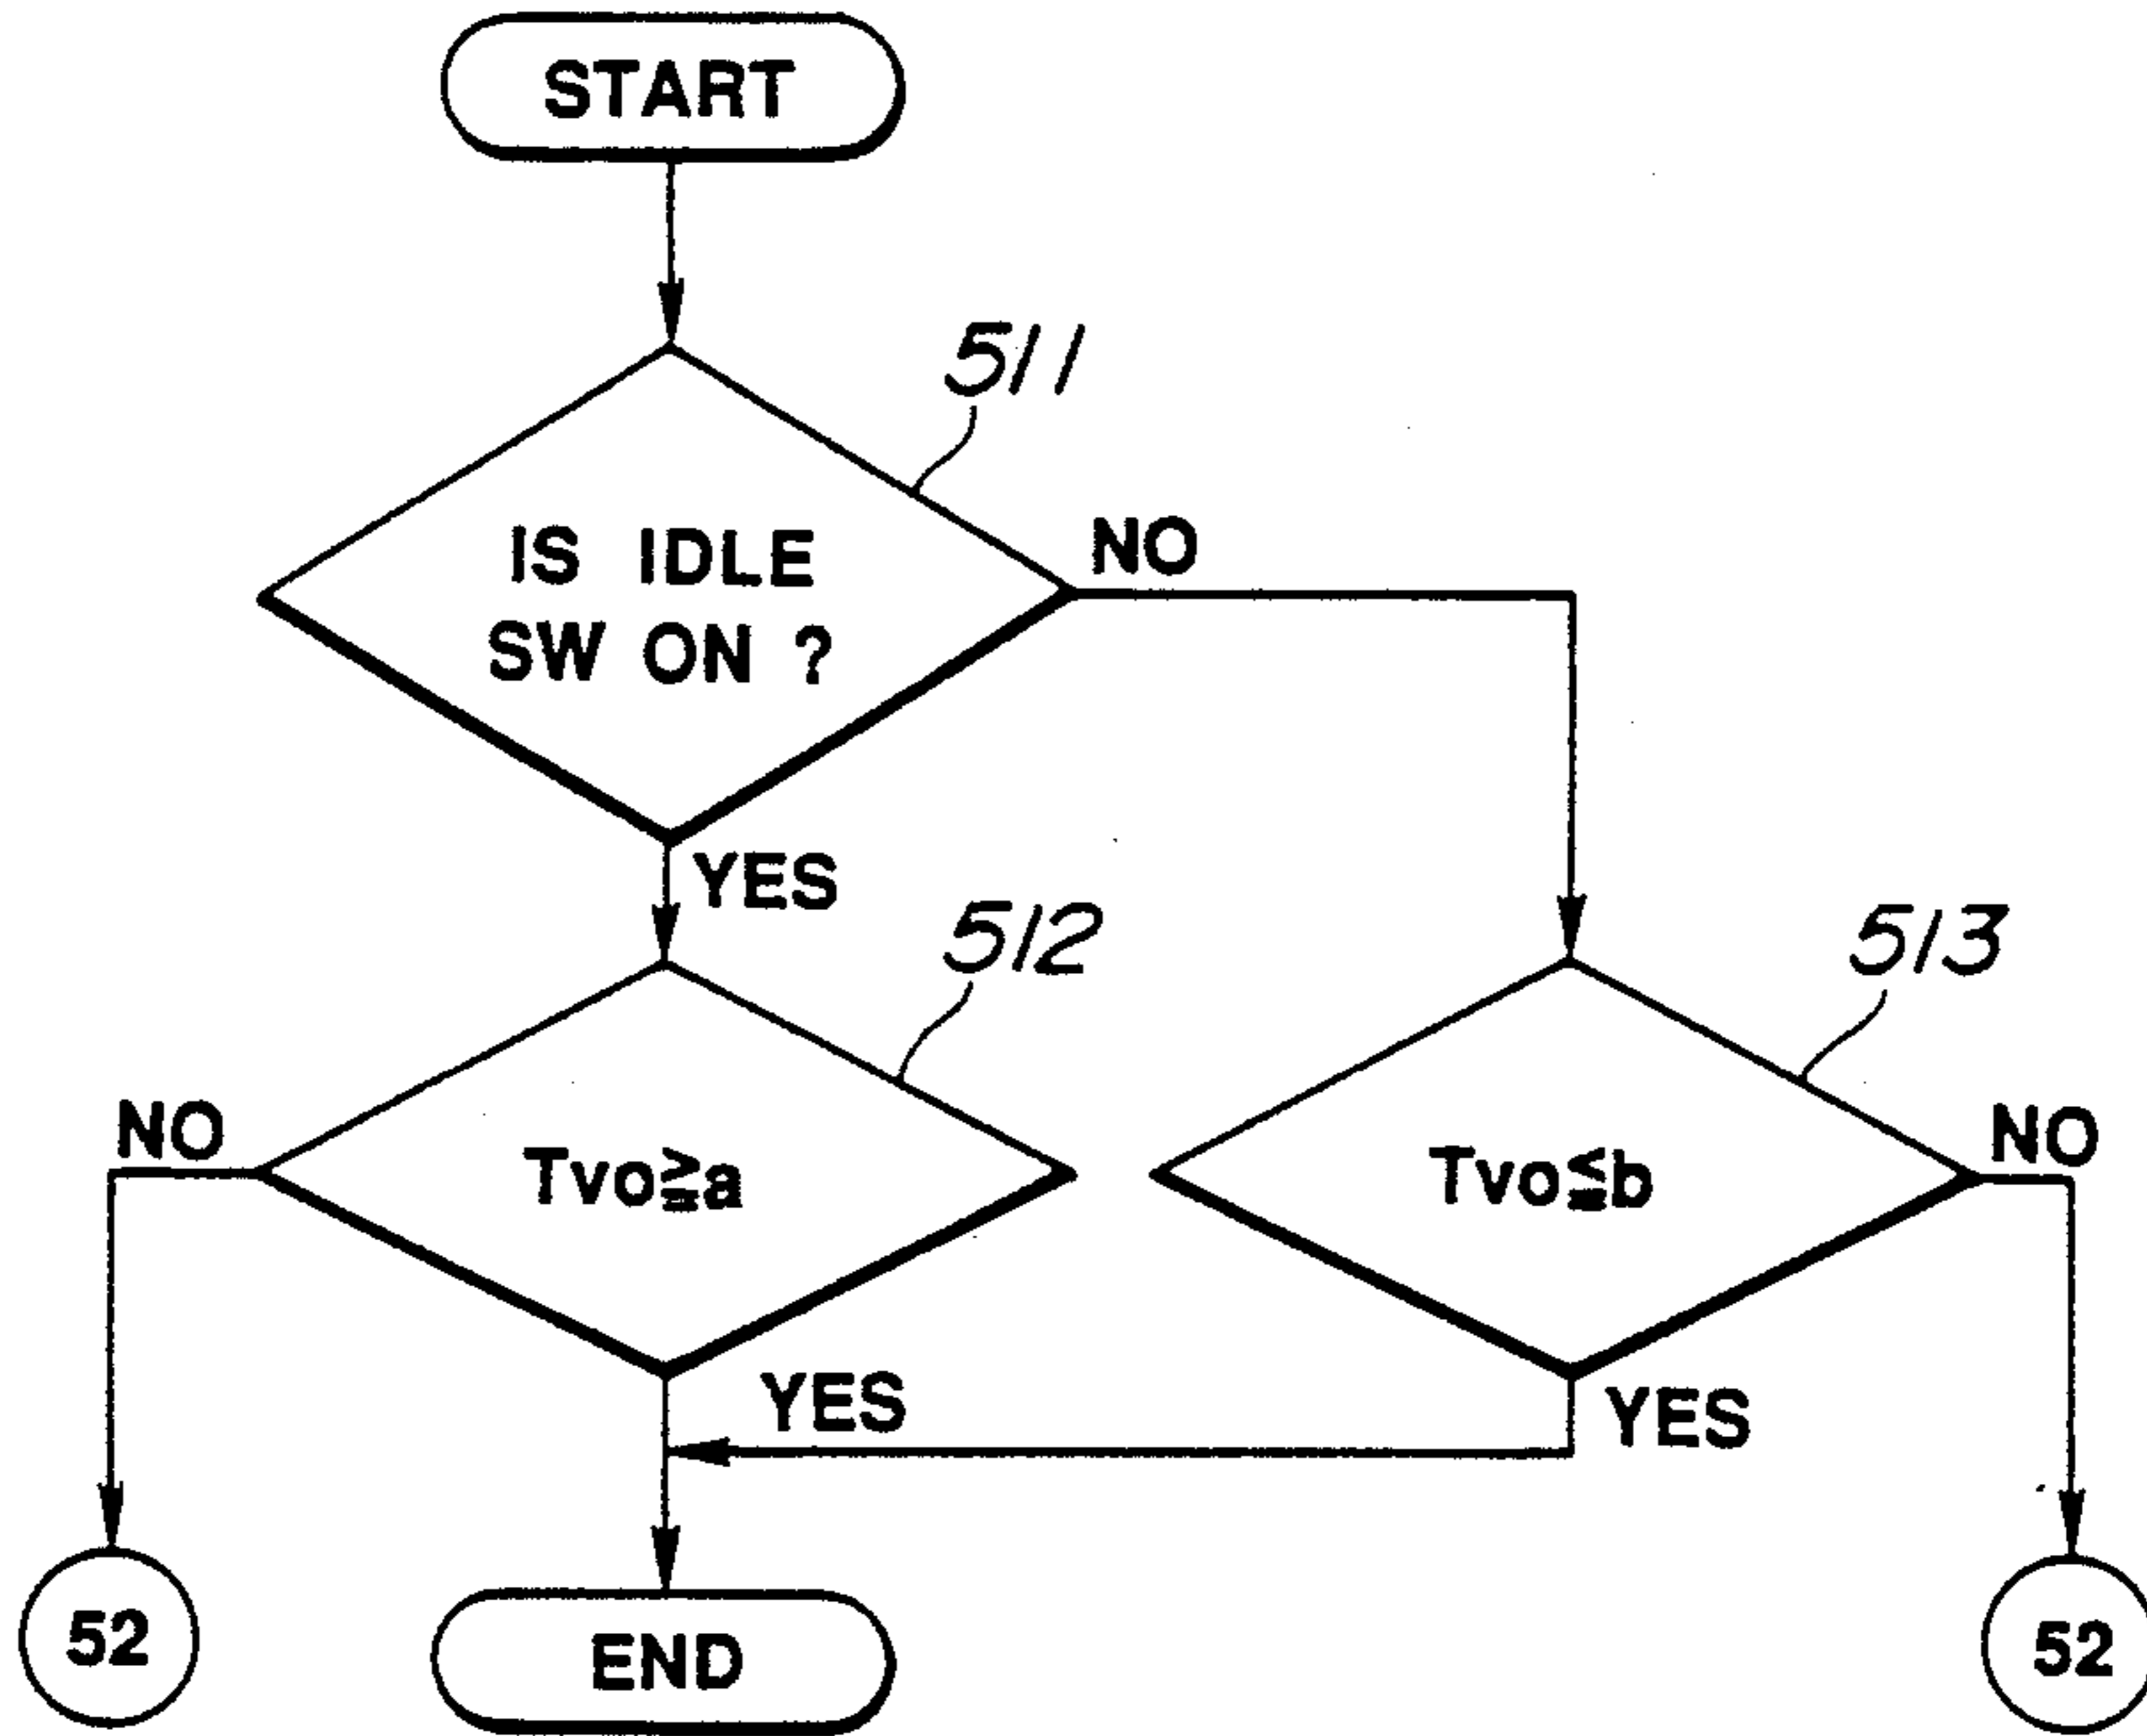 START
511
IS IDLE
SW ON ?
NO
YES
512
513
NO
Tvo≧a
Tvo≦b
NO
YES
YES
52
END
52